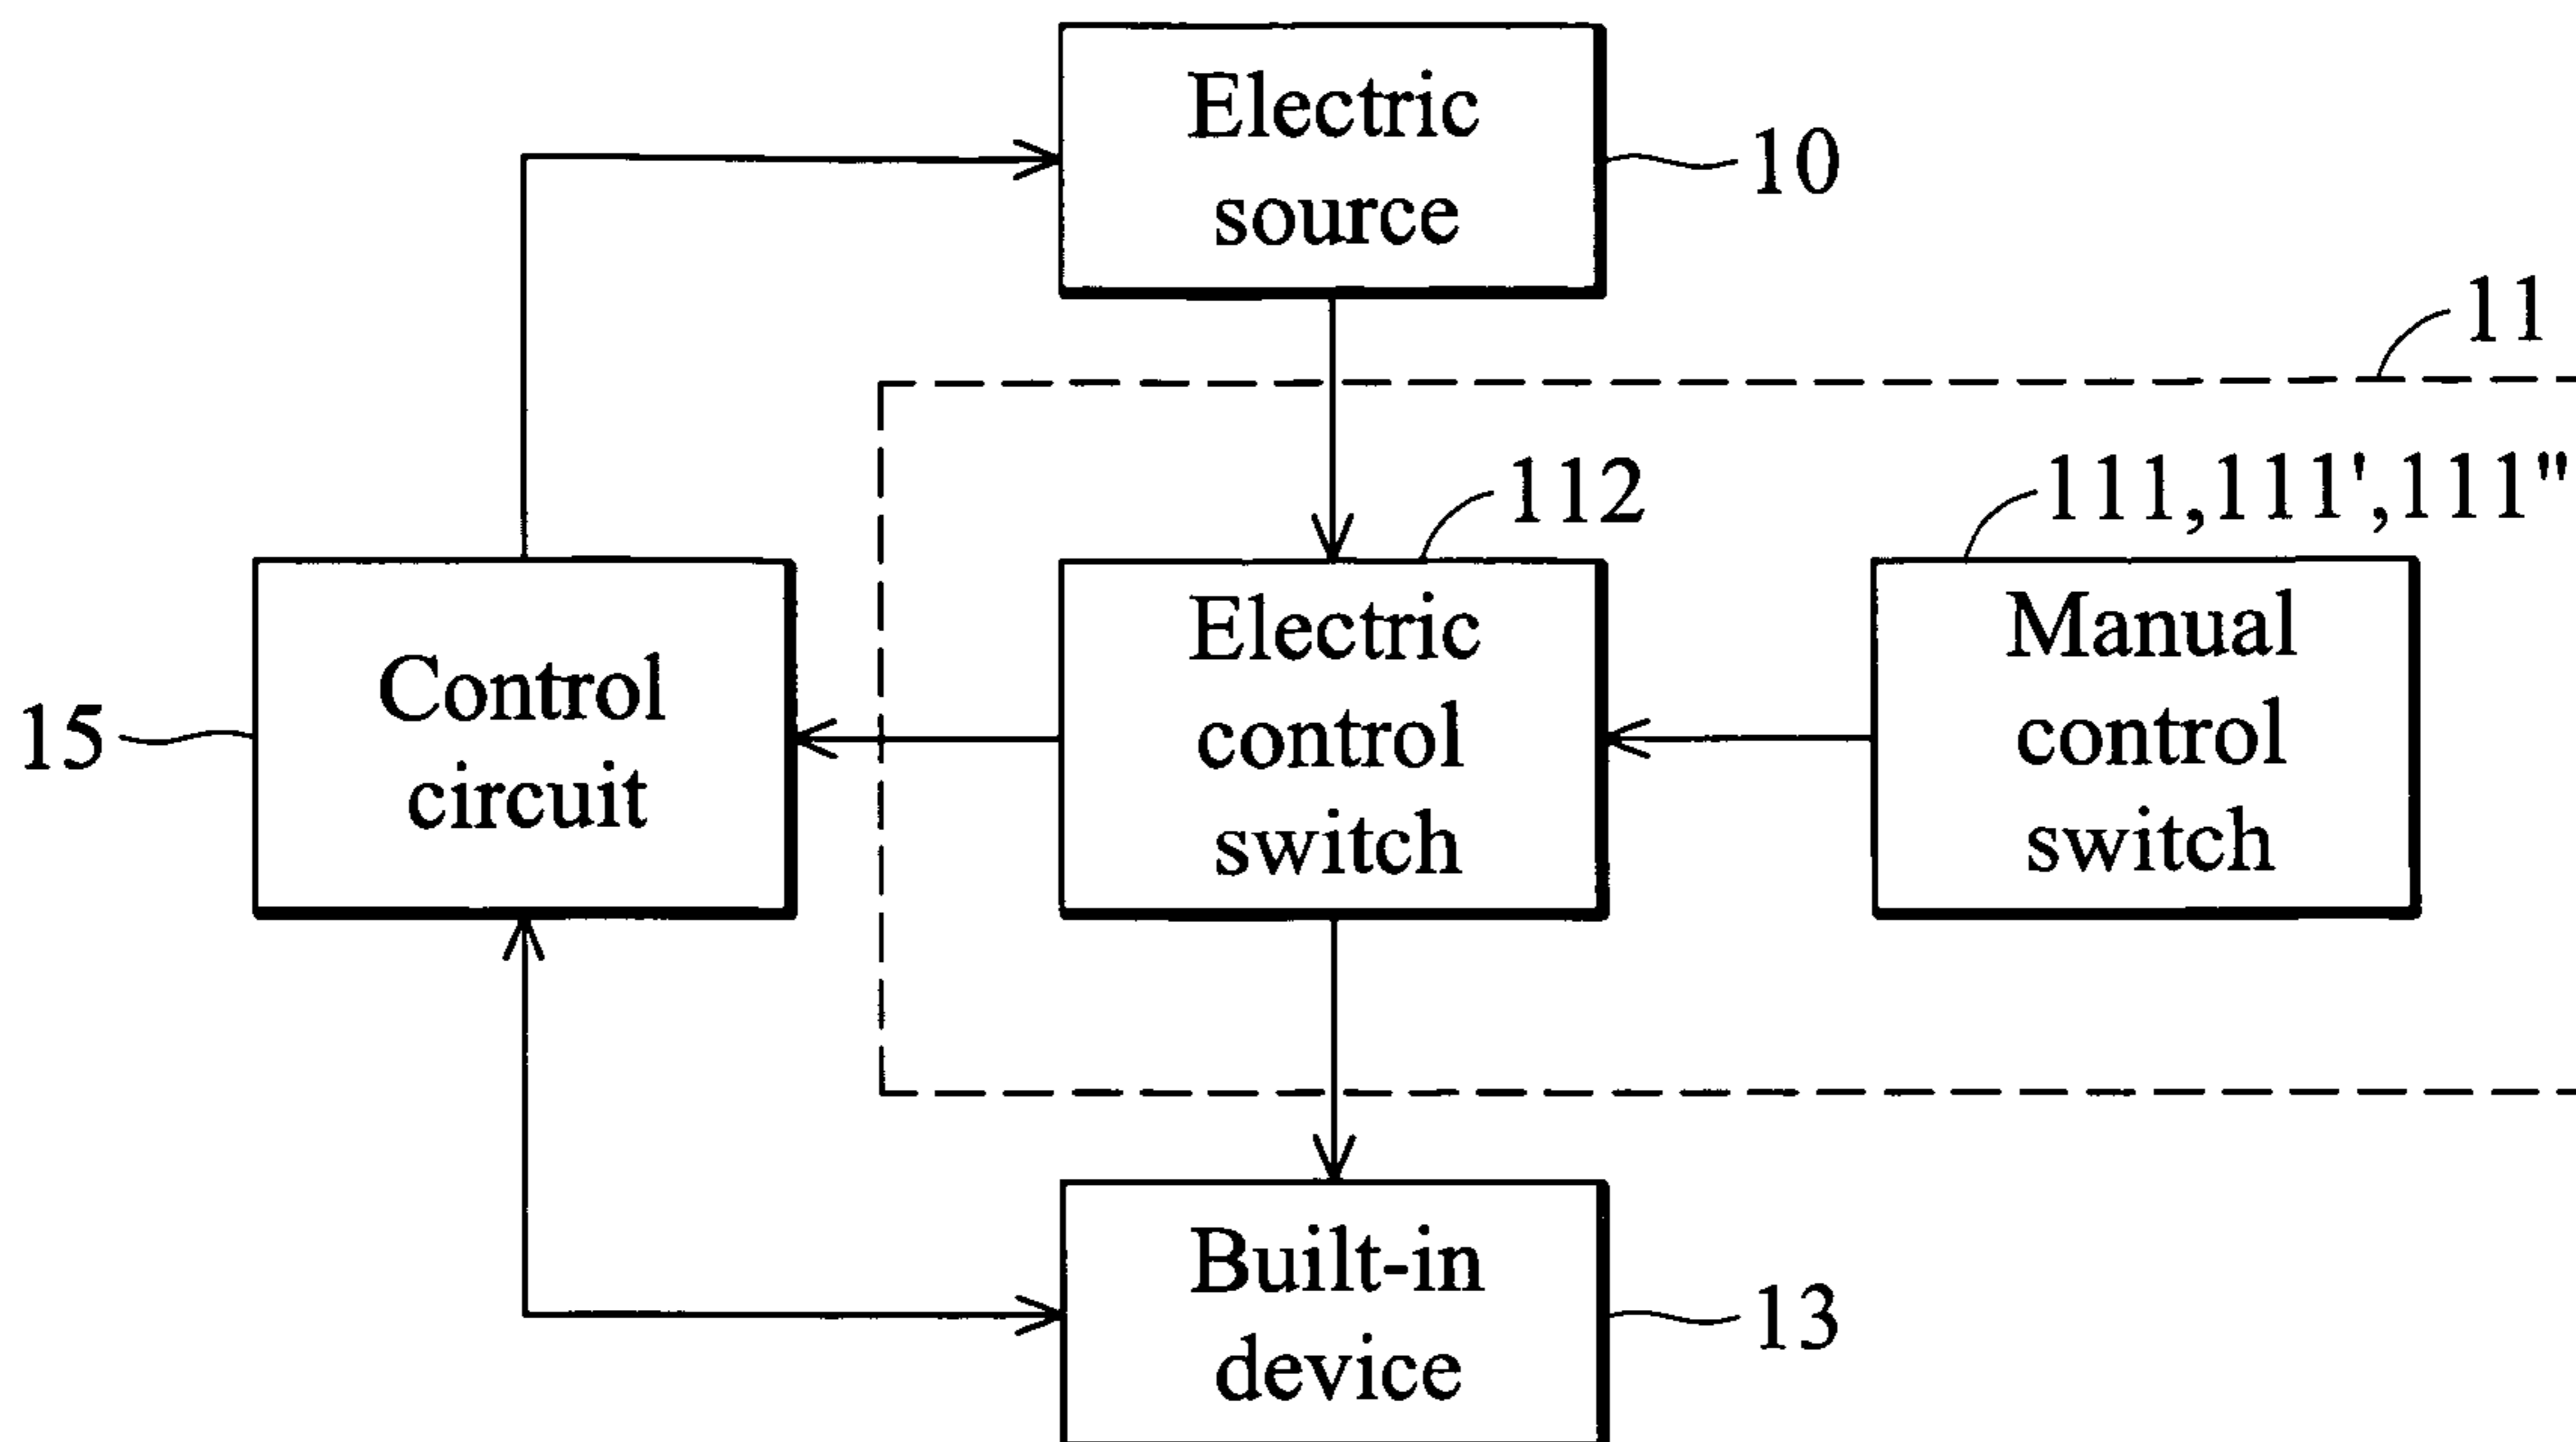 Electric
source
10
11
112
111,111',111"
Electric
control
switch
Manual
control
switch
Control
circuit
15
Built-in
device
13